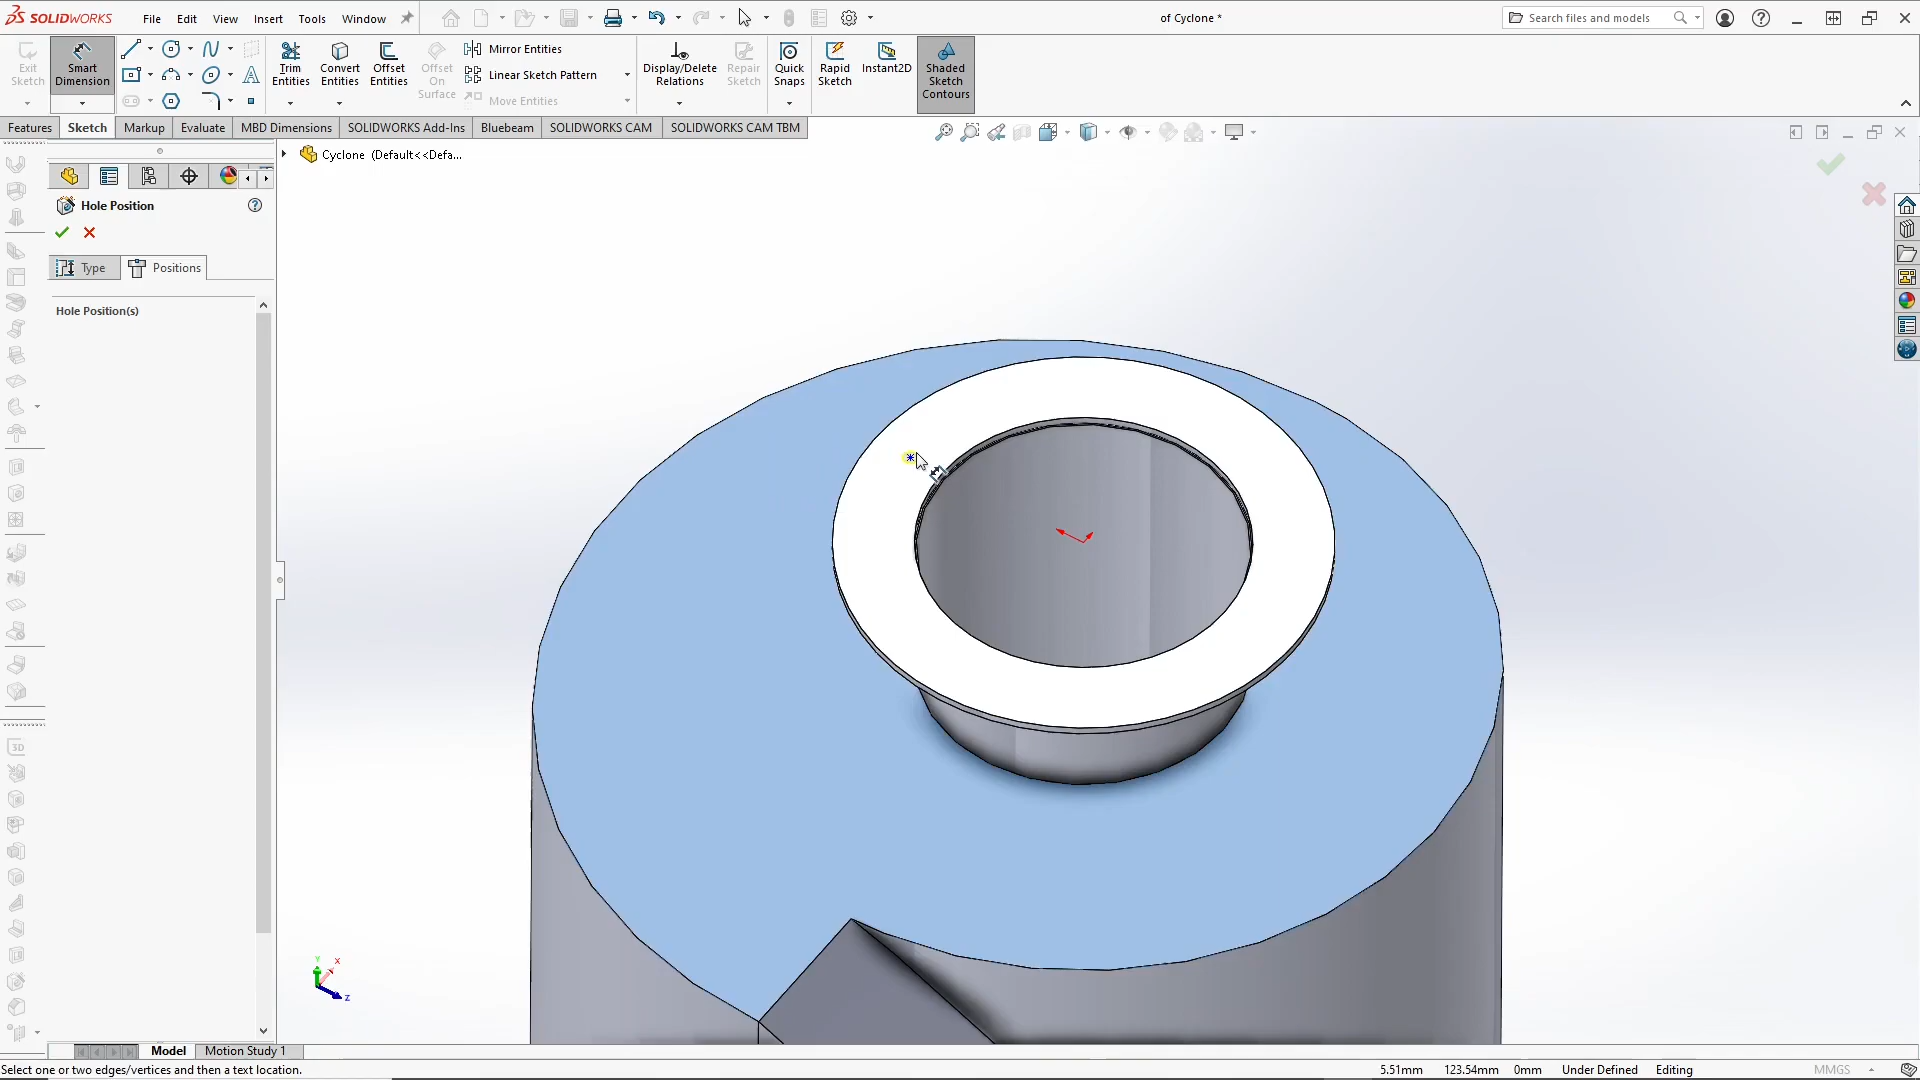 SOLIDWORKS
File
Edit
View
Insert
Tools
Window
of Cyclone *
Search files and models
Exit
Sketch
Smart
Dimension
Trim
Entities
Convert
Entities
Offset
Entities
Offset
On
Surface
Mirror Entities
Linear Sketch Pattern
Move Entities
Display/Delete
Relations
Repair
Sketch
Quick
Snaps
Rapid
Sketch
Instant2D
Shaded
Sketch
Contours
Features
Sketch
Markup
Evaluate
MBD Dimensions
SOLIDWORKS Add-Ins
Bluebeam
SOLIDWORKS CAM
SOLIDWORKS CAM TBM
Cyclone (Default<<Defa...
Hole Position
Type
Positions
Hole Position(s)
3D
Y
X
Z
Model
Motion Study 1
Select one or two edges/vertices and then a text location.
5.51mm
123.54mm
0mm
Under Defined
Editing
MMGS